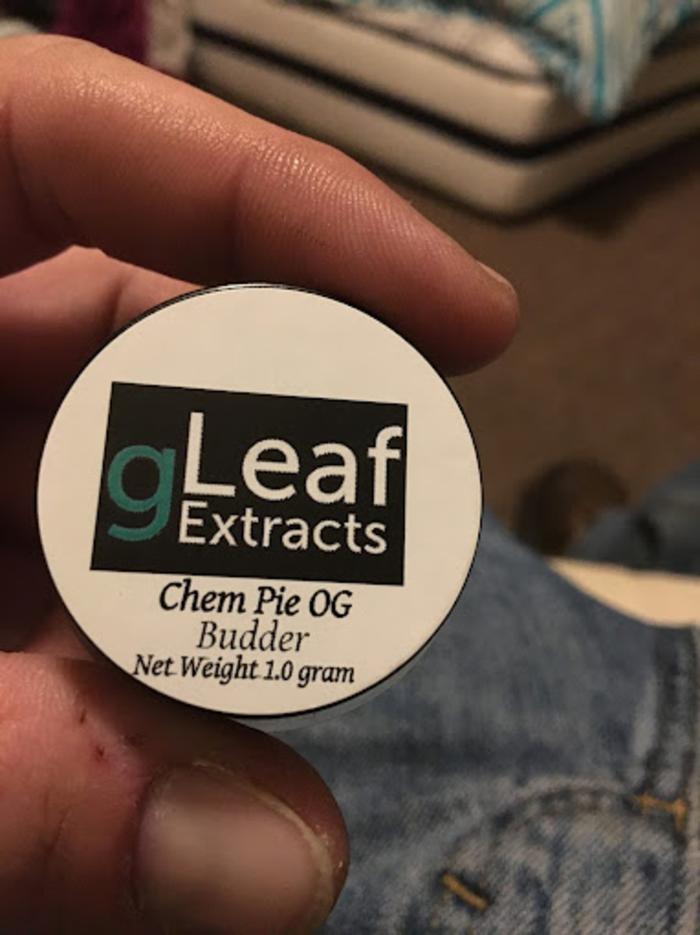 gLeaf
Extracts
Chem Pie OG
Budder
Net Weight 1.0 gram